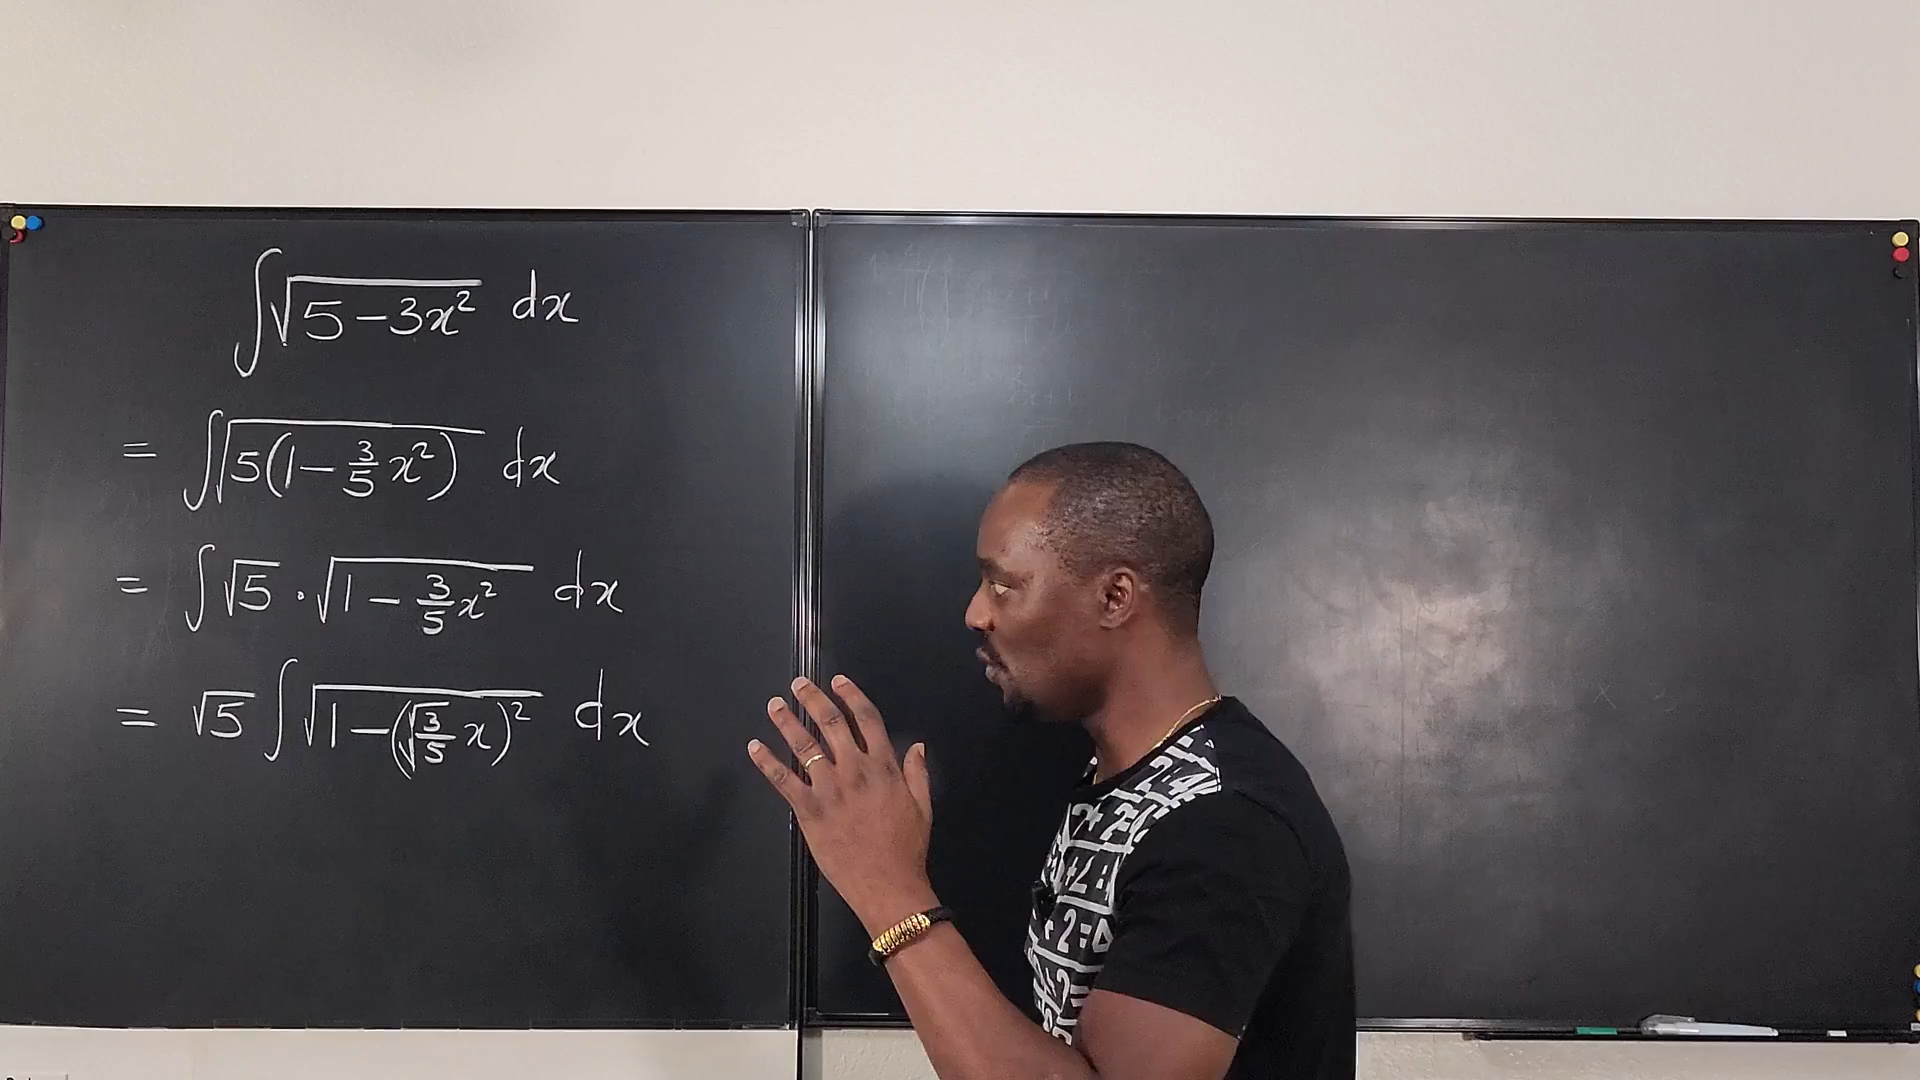 ∫√(5-3x²) dx
= ∫√(5(1-3/5 x²)) dx
= ∫√5 · √(1-3/5 x²) dx
= √5 ∫√(1-(√(3/5) x)²) dx